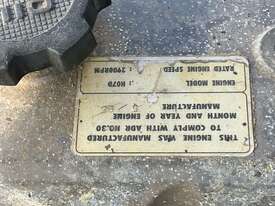 THIS ENGINE WAS MANUFACTURED
TO COMPLY WITH ADR NO.30
MONTH AND YEAR OF ENGINE
MANUFACTURE
ENGINE MODEL : H07D
RATED ENGINE SPEED : 2900RPM